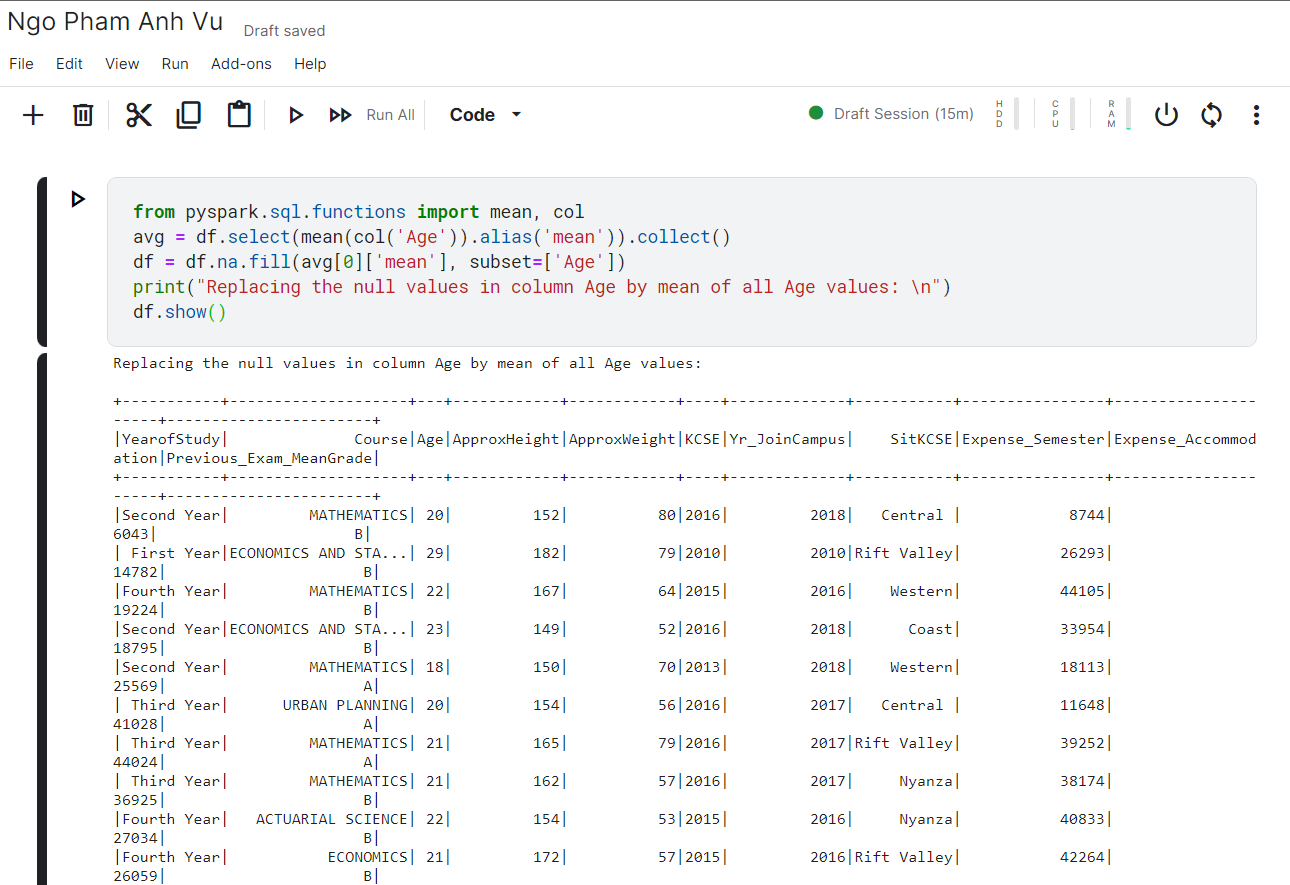 Ngo Pham Anh Vu Draft saved
File Edit View Run Add-ons Help
Run All Code Draft Session (15m) HDD CPU RAM
from pyspark.sql.functions import mean, col
avg = df.select(mean(col('Age')).alias('mean')).collect()
df = df.na.fill(avg[0]['mean'], subset=['Age'])
print("Replacing the null values in column Age by mean of all Age values: \n")
df.show()
Replacing the null values in column Age by mean of all Age values:
+-----------+--------------------+---+------------+------------+----+-------------+-----------+----------------+----------------
-----+-----------------------+
|YearofStudy|              Course|Age|ApproxHeight|ApproxWeight|KCSE|Yr_JoinCampus|    SitKCSE|Expense_Semester|Expense_Accommod
ation|Previous_Exam_MeanGrade|
+-----------+--------------------+---+------------+------------+----+-------------+-----------+----------------+----------------
-----+-----------------------+
|Second Year|         MATHEMATICS| 20|         152|          80|2016|         2018|   Central |            8744|
6043|                      B|
| First Year|ECONOMICS AND STA...| 29|         182|          79|2010|         2010|Rift Valley|           26293|
14782|                      B|
|Fourth Year|         MATHEMATICS| 22|         167|          64|2015|         2016|    Western|           44105|
19224|                      B|
|Second Year|ECONOMICS AND STA...| 23|         149|          52|2016|         2018|      Coast|           33954|
18795|                      B|
|Second Year|         MATHEMATICS| 18|         150|          70|2013|         2018|    Western|           18113|
25569|                      A|
| Third Year|      URBAN PLANNING| 20|         154|          56|2016|         2017|   Central |           11648|
41028|                      A|
| Third Year|         MATHEMATICS| 21|         165|          79|2016|         2017|Rift Valley|           39252|
44024|                      A|
| Third Year|         MATHEMATICS| 21|         162|          57|2016|         2017|     Nyanza|           38174|
36925|                      B|
|Fourth Year|   ACTUARIAL SCIENCE| 22|         154|          53|2015|         2016|     Nyanza|           40833|
27034|                      B|
|Fourth Year|           ECONOMICS| 21|         172|          57|2015|         2016|Rift Valley|           42264|
26059|                      B|